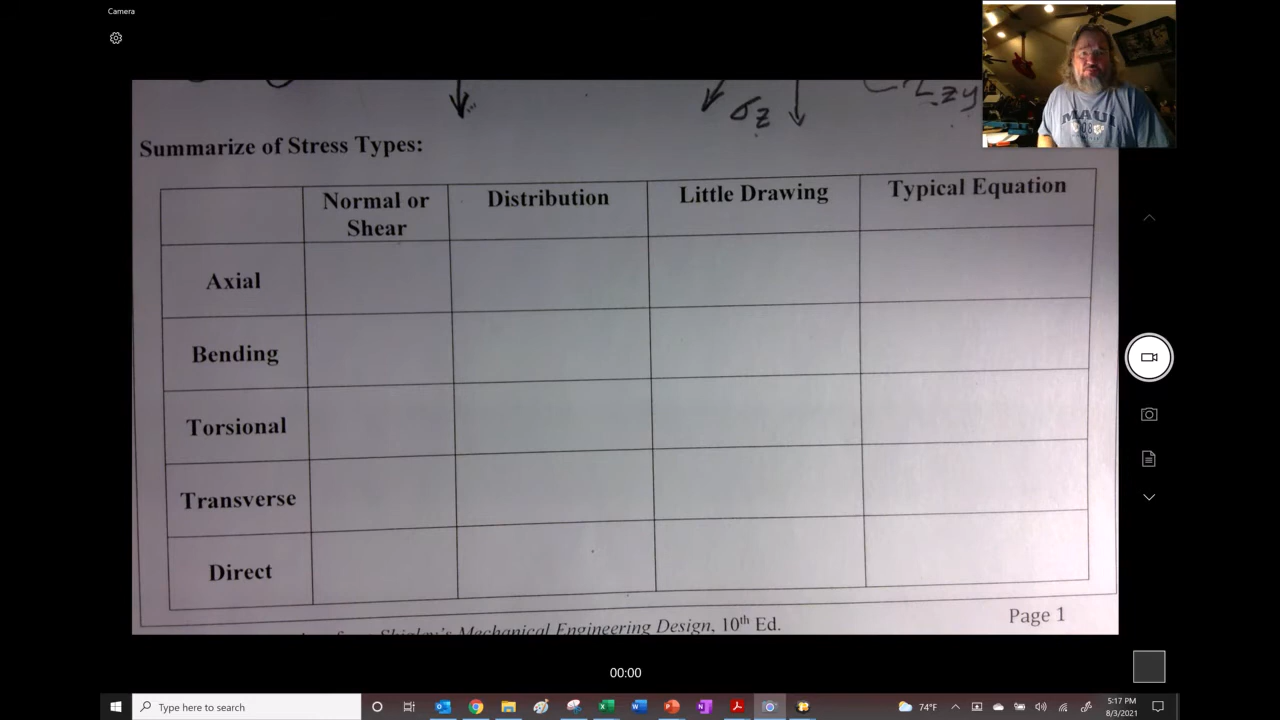 Camera
σz
τzy
Summarize of Stress Types:
Normal or Shear Distribution Little Drawing Typical Equation
Axial
Bending
Torsional
Transverse
Direct
Shigley's Mechanical Engineering Design, 10th Ed.
Page 1
MAUI
00:00
Type here to search
74°F
5:17 PM
8/3/2021